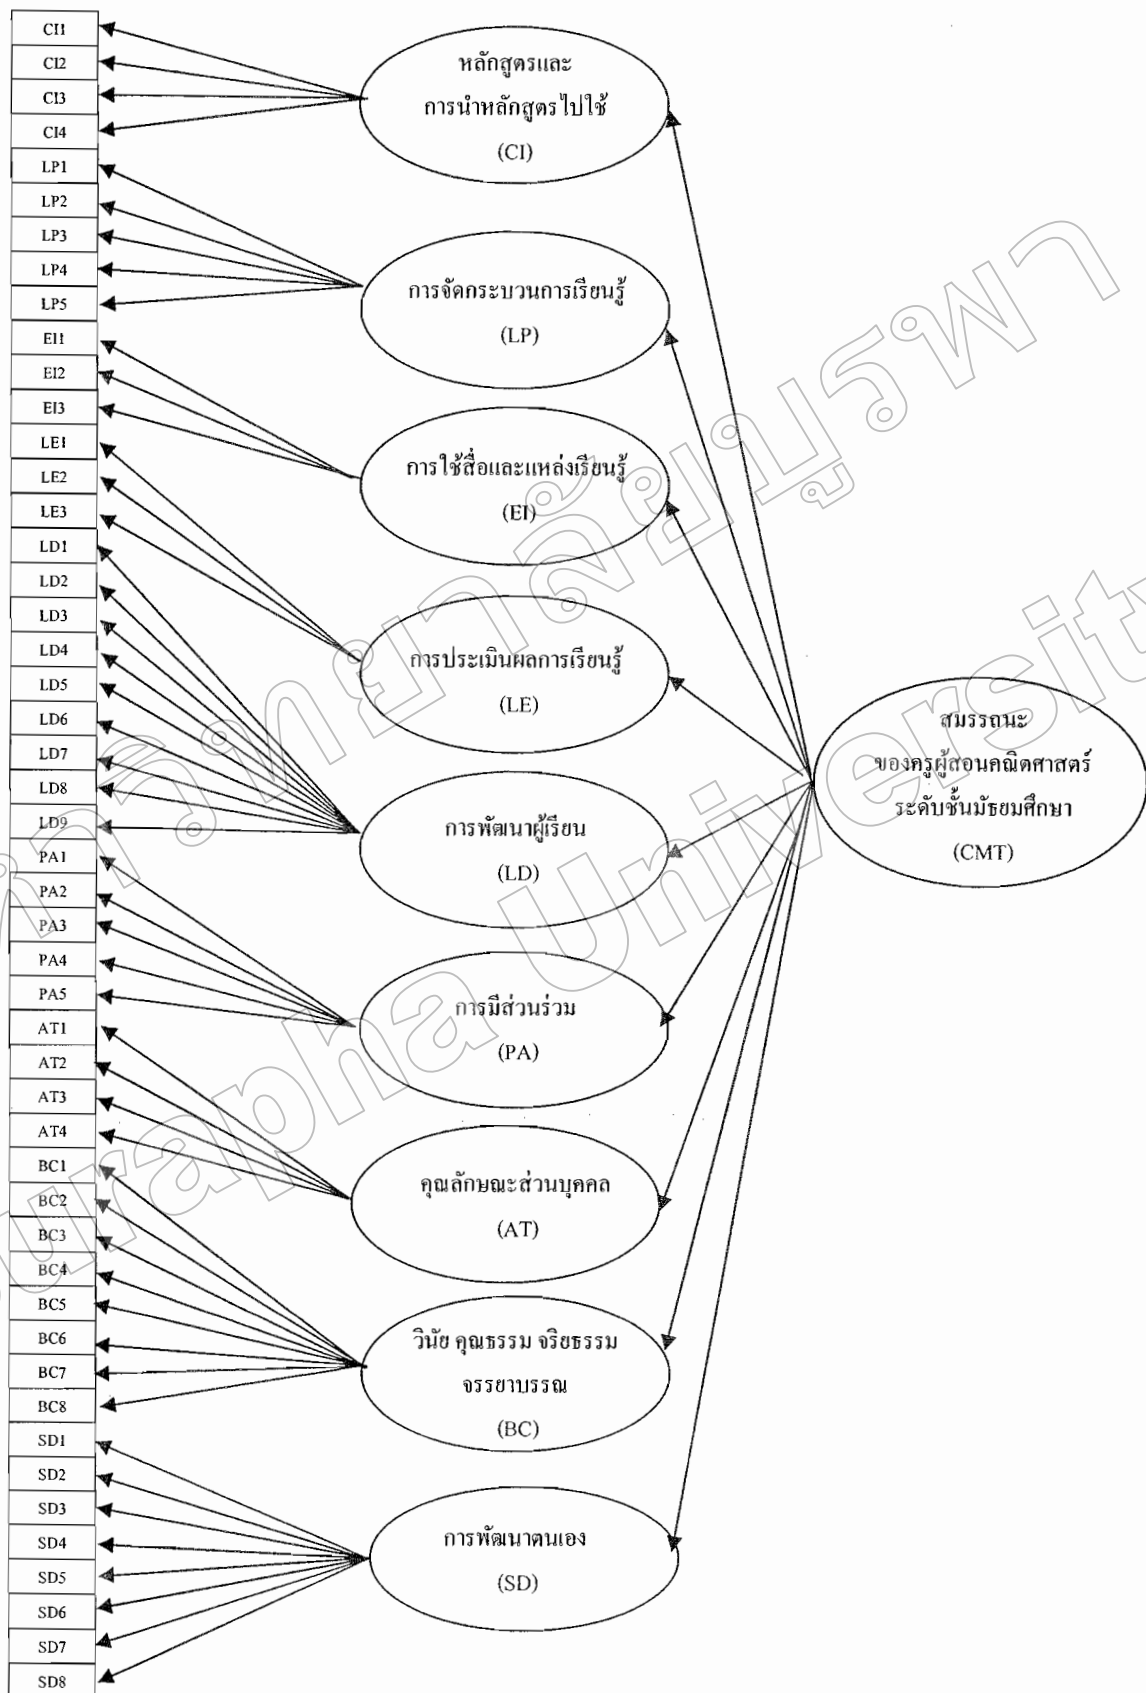 CI1
CI2
CI3
CI4
LP1
LP2
LP3
LP4
LP5
EI1
EI2
EI3
LE1
LE2
LE3
LD1
LD2
LD3
LD4
LD5
LD6
LD7
LD8
LD9
PA1
PA2
PA3
PA4
PA5
AT1
AT2
AT3
AT4
BC1
BC2
BC3
BC4
BC5
BC6
BC7
BC8
SD1
SD2
SD3
SD4
SD5
SD6
SD7
SD8
หลักสูตรและ
การนำหลักสูตรไปใช้
(CI)
การจัดกระบวนการเรียนรู้
(LP)
การใช้สื่อและแหล่งเรียนรู้
(EI)
การประเมินผลการเรียนรู้
(LE)
การพัฒนาผู้เรียน
(LD)
การมีส่วนร่วม
(PA)
คุณลักษณะส่วนบุคคล
(AT)
วินัย คุณธรรม จริยธรรม
จรรยาบรรณ
(BC)
การพัฒนาตนเอง
(SD)
สมรรถนะ
ของครูผู้สอนคณิตศาสตร์
ระดับชั้นมัธยมศึกษา
(CMT)
าวิทยาลัยบูรพา
Burapha University